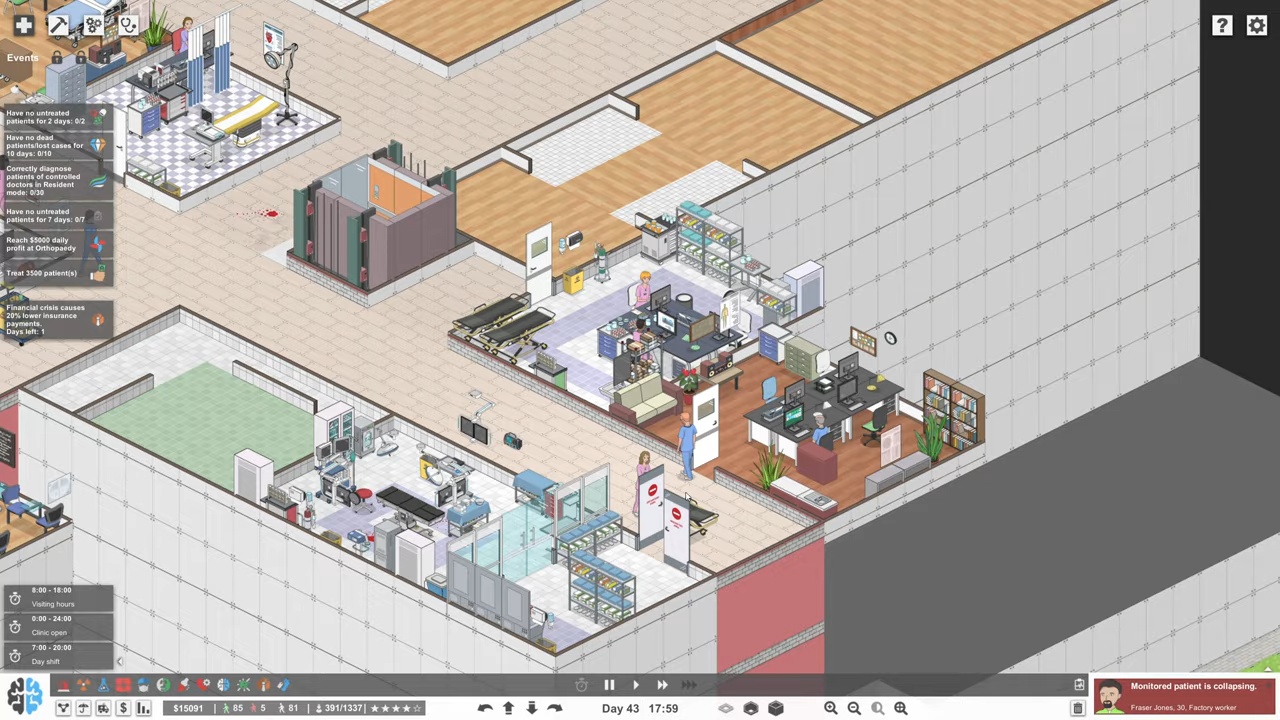 Events
Have no untreated
patients for 2 days: 0/2
Have no dead
patients/lost cases for
10 days: 0/10
Correctly diagnose
patients of controlled
doctors in Resident
mode: 0/30
Have no untreated
patients for 7 days: 0/7
Reach $5000 daily
profit at Orthopaedy
Treat 3500 patient(s)
Financial crisis causes
20% lower insurance
payments.
Days left: 1
8:00 - 18:00
Visiting hours
0:00 - 24:00
Clinic open
7:00 - 20:00
Day shift
$15091
85
5
81
391/1337
Day 43
17:59
Monitored patient is collapsing.
Fraser Jones, 30, Factory worker